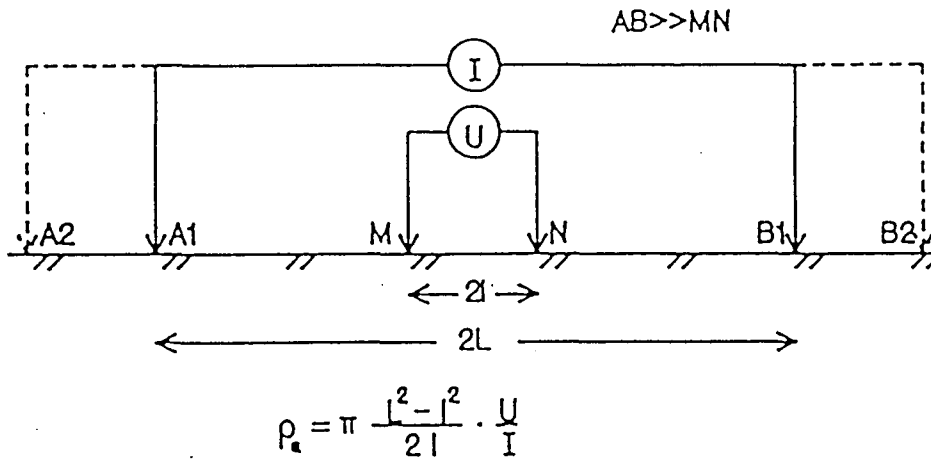 AB>>MN
I
U
A2 A1 M N B1 B2
2l
2L
ρₐ = π (L² - l²)/(2l) · U/I